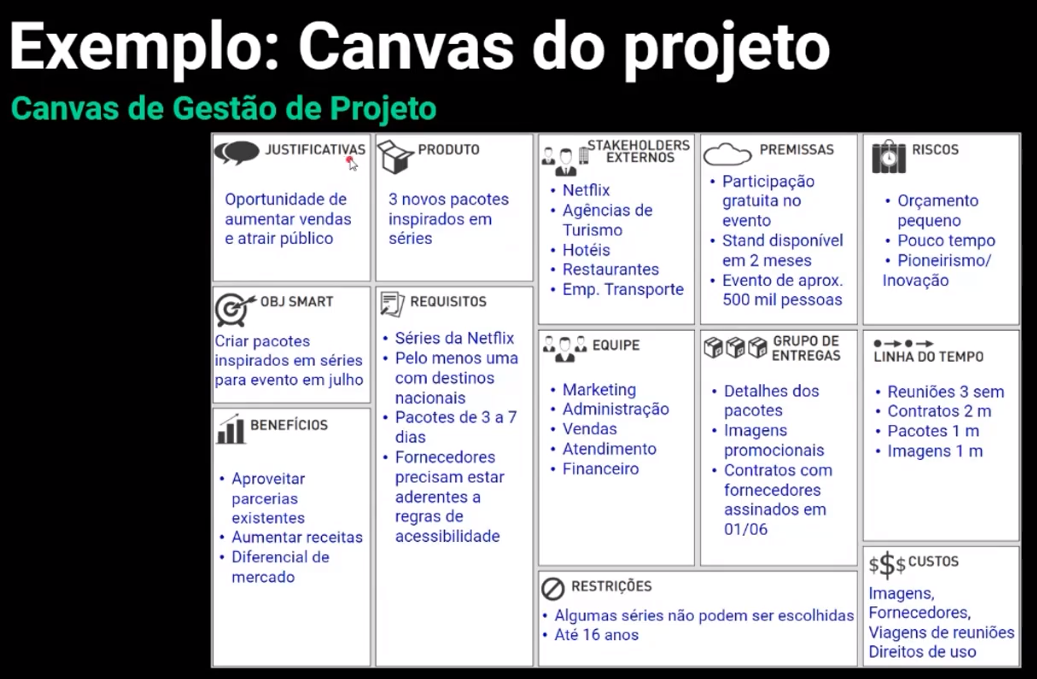 Exemplo: Canvas do projeto
Canvas de Gestão de Projeto
JUSTIFICATIVAS
Oportunidade de
aumentar vendas
e atrair público
OBJ SMART
Criar pacotes
inspirados em séries
para evento em julho
BENEFÍCIOS
• Aproveitar
parcerias
existentes
• Aumentar receitas
• Diferencial de
mercado
PRODUTO
3 novos pacotes
inspirados em
séries
REQUISITOS
• Séries da Netflix
• Pelo menos uma
com destinos
nacionais
• Pacotes de 3 a 7
dias
• Fornecedores
precisam estar
aderentes a
regras de
acessibilidade
STAKEHOLDERS
EXTERNOS
• Netflix
• Agências de
Turismo
• Hotéis
• Restaurantes
• Emp. Transporte
EQUIPE
• Marketing
• Administração
• Vendas
• Atendimento
• Financeiro
PREMISSAS
• Participação
gratuita no
evento
• Stand disponível
em 2 meses
• Evento de aprox.
500 mil pessoas
GRUPO DE
ENTREGAS
• Detalhes dos
pacotes
• Imagens
promocionais
• Contratos com
fornecedores
assinados em
01/06
RESTRIÇÕES
• Algumas séries não podem ser escolhidas
• Até 16 anos
RISCOS
• Orçamento
pequeno
• Pouco tempo
• Pioneirismo/
Inovação
LINHA DO TEMPO
• Reuniões 3 sem
• Contratos 2 m
• Pacotes 1 m
• Imagens 1 m
$$$ CUSTOS
Imagens,
Fornecedores,
Viagens de reuniões
Direitos de uso